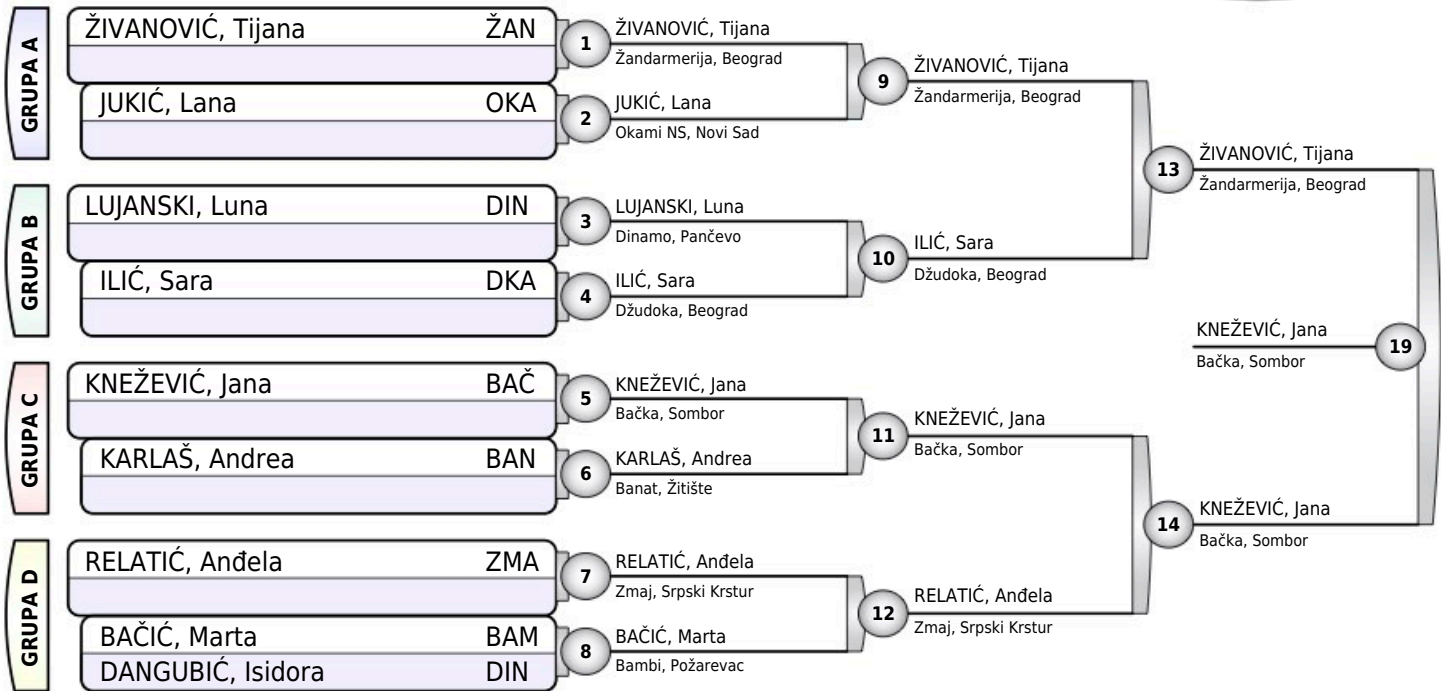 GRUPA A
ŽIVANOVIĆ, Tijana ŽAN
JUKIĆ, Lana OKA
1
ŽIVANOVIĆ, Tijana
Žandarmerija, Beograd
2
JUKIĆ, Lana
Okami NS, Novi Sad
9
ŽIVANOVIĆ, Tijana
Žandarmerija, Beograd
GRUPA B
LUJANSKI, Luna DIN
ILIĆ, Sara DKA
3
LUJANSKI, Luna
Dinamo, Pančevo
4
ILIĆ, Sara
Džudoka, Beograd
10
ILIĆ, Sara
Džudoka, Beograd
13
ŽIVANOVIĆ, Tijana
Žandarmerija, Beograd
GRUPA C
KNEŽEVIĆ, Jana BAČ
KARLAŠ, Andrea BAN
5
KNEŽEVIĆ, Jana
Bačka, Sombor
6
KARLAŠ, Andrea
Banat, Žitište
11
KNEŽEVIĆ, Jana
Bačka, Sombor
GRUPA D
RELATIĆ, Anđela ZMA
BAČIĆ, Marta BAM
DANGUBIĆ, Isidora DIN
7
RELATIĆ, Anđela
Zmaj, Srpski Krstur
8
BAČIĆ, Marta
Bambi, Požarevac
12
RELATIĆ, Anđela
Zmaj, Srpski Krstur
14
KNEŽEVIĆ, Jana
Bačka, Sombor
KNEŽEVIĆ, Jana
Bačka, Sombor
19